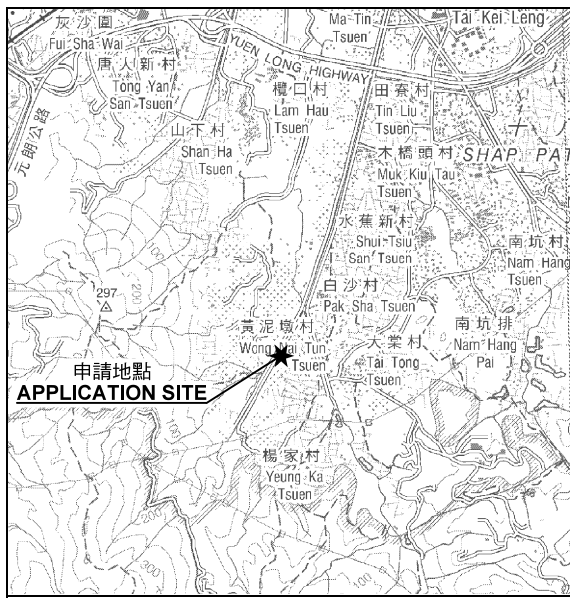 灰沙圍
Fui Sha Wai
Ma Tin
Tsuen
Tai Kei Leng
YUEN LONG HIGHWAY
唐人新村
Tong Yan
San Tsuen
欖口村
Lam Hau
Tsuen
田寮村
Tin Liu
Tsuen
元朗公路
山下村
Shan Ha
Tsuen
木橋頭村
Muk Kiu Tau
Tsuen
十八
SHAP PAT
水蕉新村
Shui Tsiu
San Tsuen
南坑村
Nam Hang
Tsuen
200
297
白沙村
Pak Sha Tsuen
黃泥墩村
Wong Nai Tun
Tsuen
大棠村
Tai Tong
Tsuen
南坑排
Nam Hang
Pai
申請地點
APPLICATION SITE
100
楊家村
Yeung Ka
Tsuen
300
200
300
100